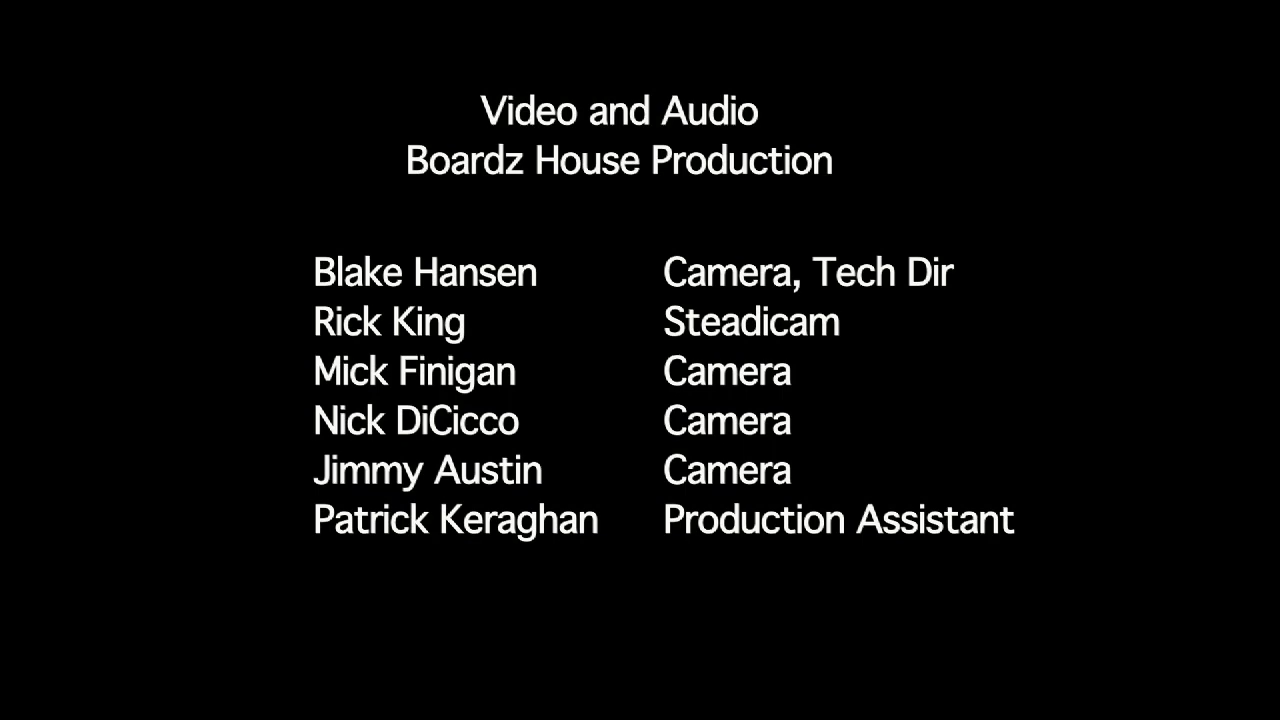 Video and Audio
Boardz House Production
Blake Hansen Camera, Tech Dir
Rick King Steadicam
Mick Finigan Camera
Nick DiCicco Camera
Jimmy Austin Camera
Patrick Keraghan Production Assistant